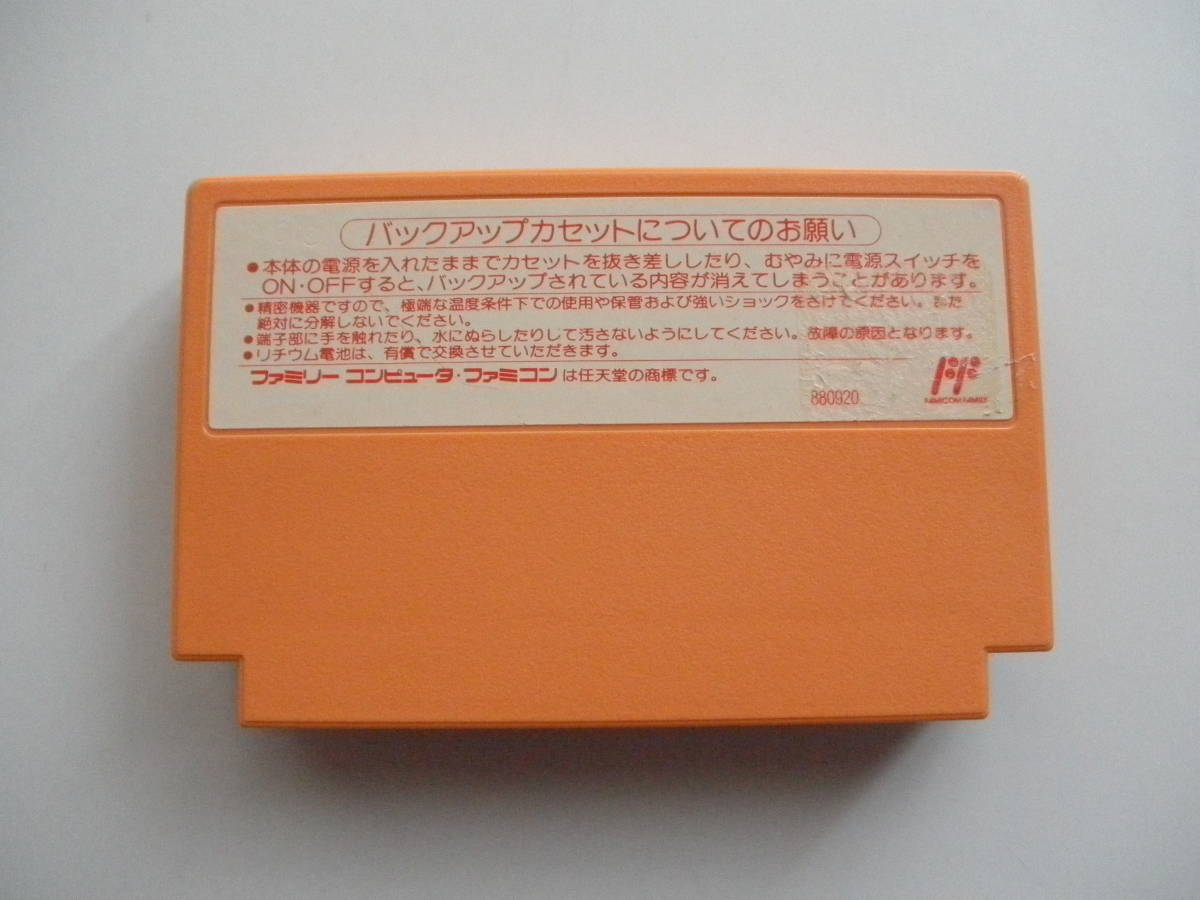 バックアップカセットについてのお願い
●本体の電源を入れたままでカセットを抜き差ししたり、むやみに電源スイッチを
ON・OFFすると、バックアップされている内容が消えてしまうことがあります。
●精密機器ですので、極端な温度条件下での使用や保管および強いショックをさけてください。また
絶対に分解しないでください。
●端子部に手を触れたり、水にぬらしたりして汚さないようにしてください。故障の原因となります。
●リチウム電池は、有償で交換させていただきます。
ファミリー コンピュータ・ファミコン は任天堂の商標です。
880920
FAMICOM FAMILY